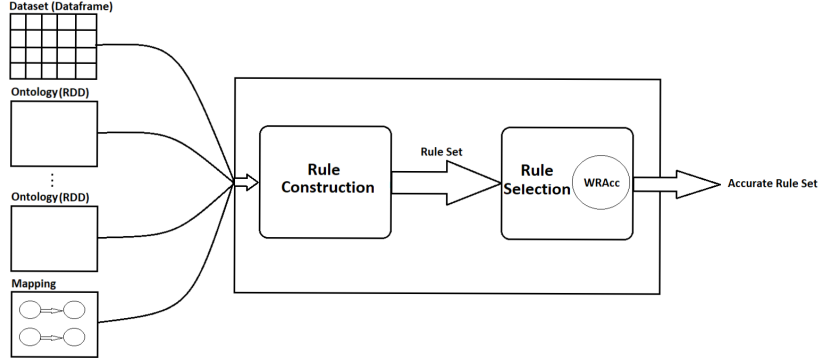 Dataset (Dataframe)
Ontology(RDD)
⋮
Ontology(RDD)
Mapping
Rule
Construction
Rule Set
Rule
Selection
WRAcc
Accurate Rule Set